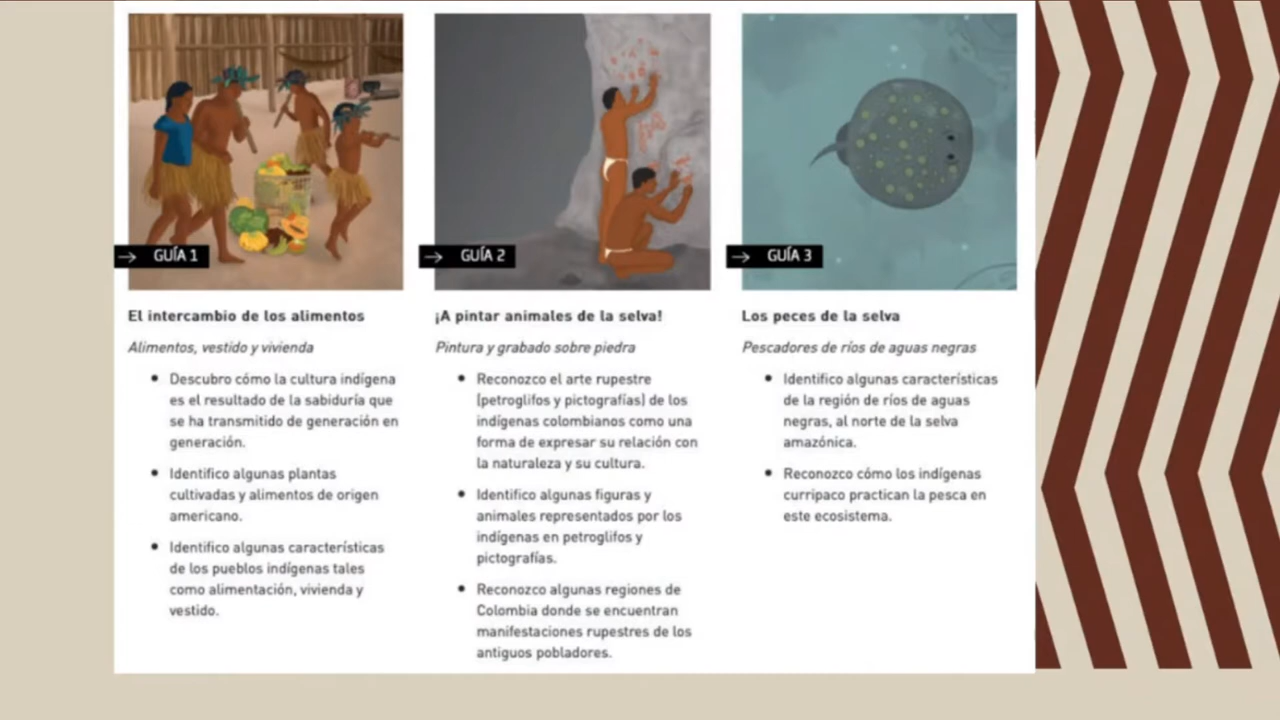 → GUÍA 1
El intercambio de los alimentos
Alimentos, vestido y vivienda
• Descubro cómo la cultura indígena
es el resultado de la sabiduría que
se ha transmitido de generación en
generación.
• Identifico algunas plantas
cultivadas y alimentos de origen
americano.
• Identifico algunas características
de los pueblos indígenas tales
como alimentación, vivienda y
vestido.
→ GUÍA 2
¡A pintar animales de la selva!
Pintura y grabado sobre piedra
• Reconozco el arte rupestre
(petroglifos y pictografías) de los
indígenas colombianos como una
forma de expresar su relación con
la naturaleza y su cultura.
• Identifico algunas figuras y
animales representados por los
indígenas en petroglifos y
pictografías.
• Reconozco algunas regiones de
Colombia donde se encuentran
manifestaciones rupestres de los
antiguos pobladores.
→ GUÍA 3
Los peces de la selva
Pescadores de ríos de aguas negras
• Identifico algunas características
de la región de ríos de aguas
negras, al norte de la selva
amazónica.
• Reconozco cómo los indígenas
curripaco practican la pesca en
este ecosistema.